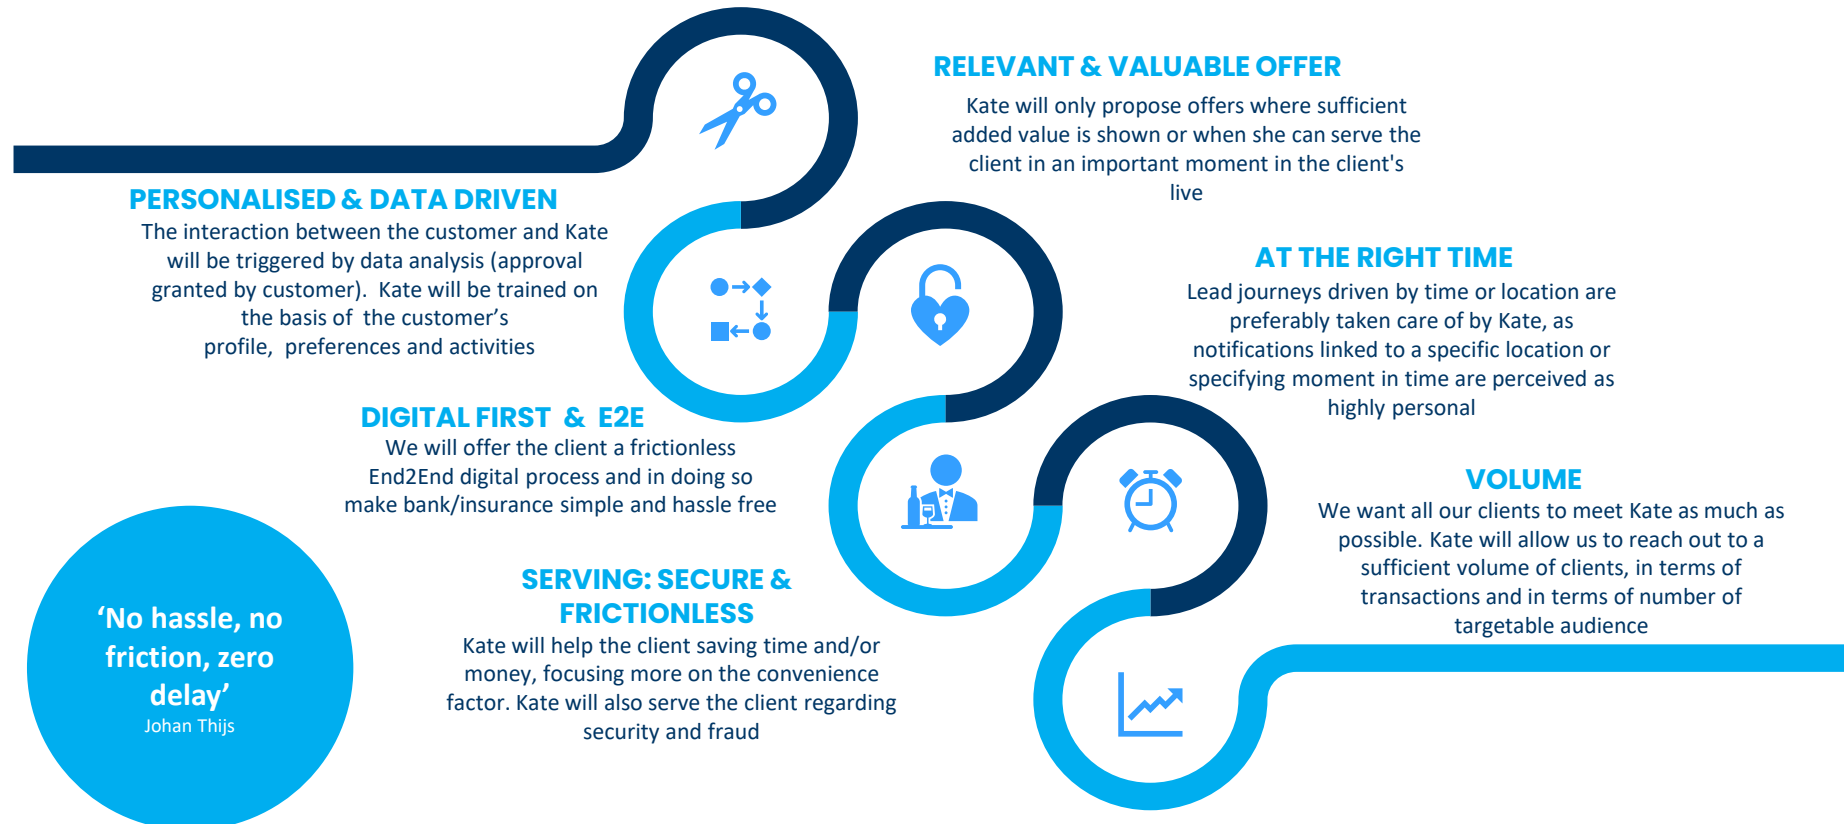 PERSONALISED & DATA DRIVEN
The interaction between the customer and Kate
will be triggered by data analysis (approval
granted by customer).  Kate will be trained on
the basis of  the customer’s
profile,  preferences and activities
DIGITAL FIRST  &  E2E
We will offer the client a frictionless
End2End digital process and in doing so
make bank/insurance simple and hassle free
SERVING: SECURE &
FRICTIONLESS
Kate will help the client saving time and/or
money, focusing more on the convenience
factor. Kate will also serve the client regarding
security and fraud
‘No hassle, no
friction, zero
delay’
Johan Thijs
RELEVANT & VALUABLE OFFER
Kate will only propose offers where sufficient
added value is shown or when she can serve the
client in an important moment in the client's
live
AT THE RIGHT TIME
Lead journeys driven by time or location are
preferably taken care of by Kate, as
notifications linked to a specific location or
specifying moment in time are perceived as
highly personal
VOLUME
We want all our clients to meet Kate as much as
possible. Kate will allow us to reach out to a
sufficient volume of clients, in terms of
transactions and in terms of number of
targetable audience